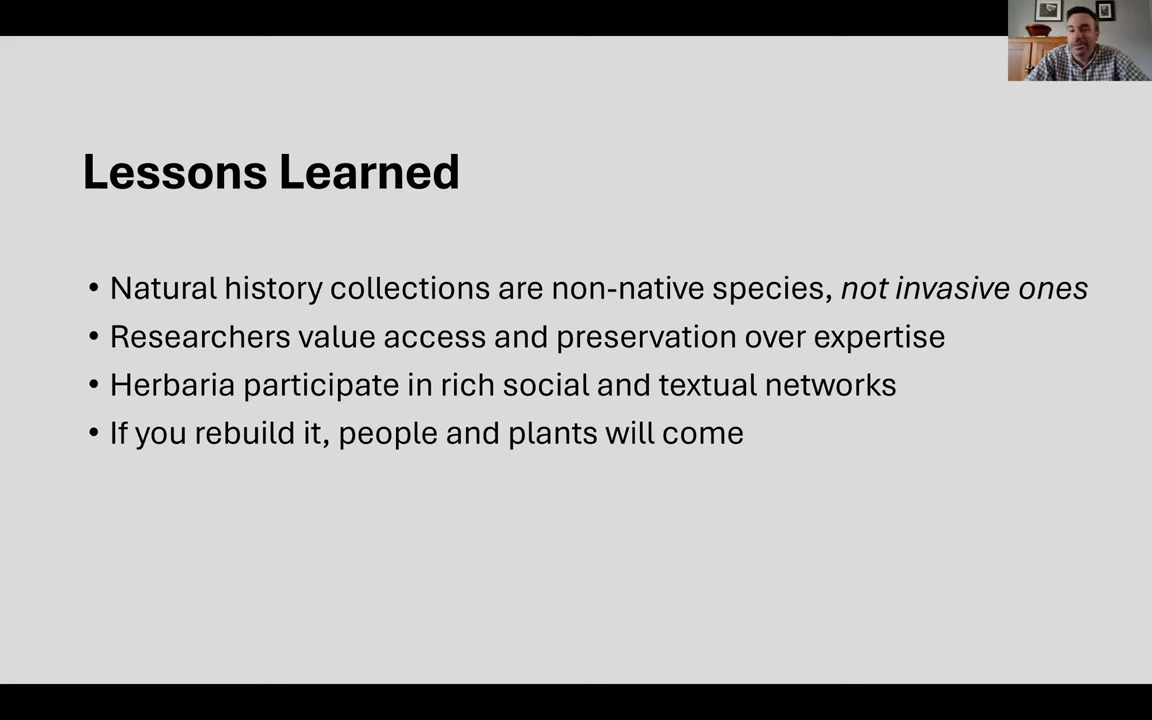 Lessons Learned
• Natural history collections are non-native species, not invasive ones
• Researchers value access and preservation over expertise
• Herbaria participate in rich social and textual networks
• If you rebuild it, people and plants will come